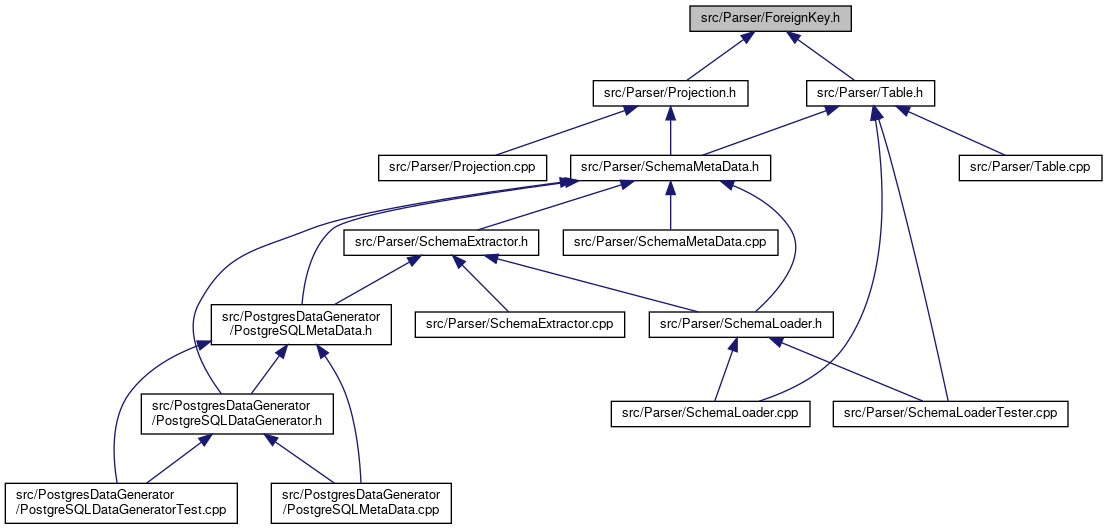 src/Parser/ForeignKey.h
src/Parser/Projection.h
src/Parser/Table.h
src/Parser/Projection.cpp
src/Parser/SchemaMetaData.h
src/Parser/Table.cpp
src/Parser/SchemaExtractor.h
src/Parser/SchemaMetaData.cpp
src/PostgresDataGenerator
/PostgreSQLMetaData.h
src/Parser/SchemaExtractor.cpp
src/Parser/SchemaLoader.h
src/PostgresDataGenerator
/PostgreSQLDataGenerator.h
src/Parser/SchemaLoader.cpp
src/Parser/SchemaLoaderTester.cpp
src/PostgresDataGenerator
/PostgreSQLDataGeneratorTest.cpp
src/PostgresDataGenerator
/PostgreSQLMetaData.cpp